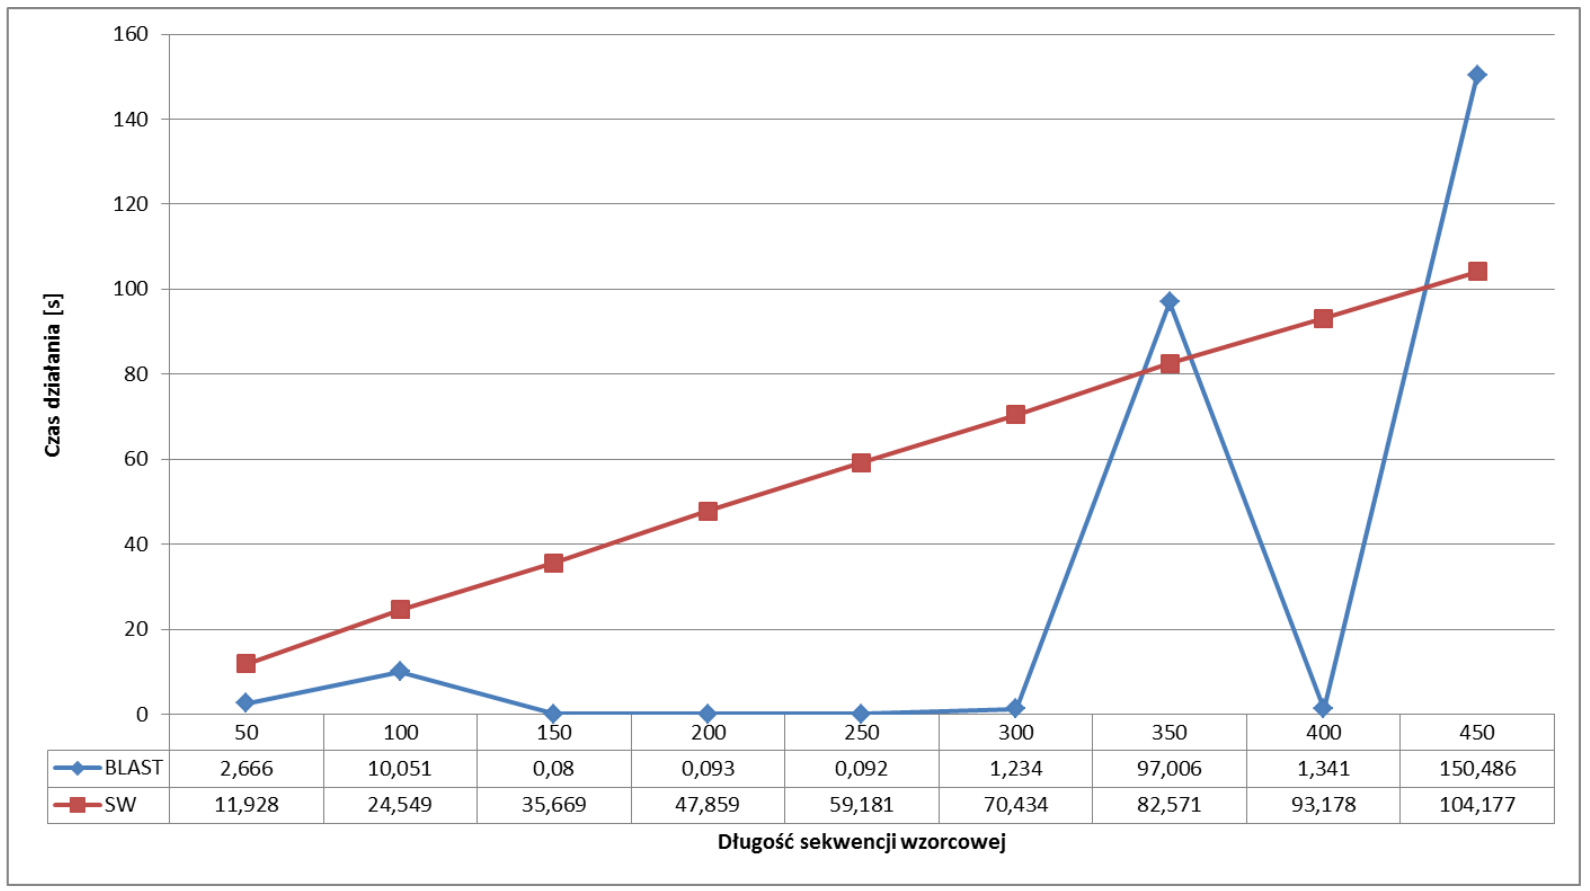 160
140
120
100
80
60
40
20
0
Czas działania [s]
50 100 150 200 250 300 350 400 450
BLAST 2,666 10,051 0,08 0,093 0,092 1,234 97,006 1,341 150,486
SW 11,928 24,549 35,669 47,859 59,181 70,434 82,571 93,178 104,177
Długość sekwencji wzorcowej